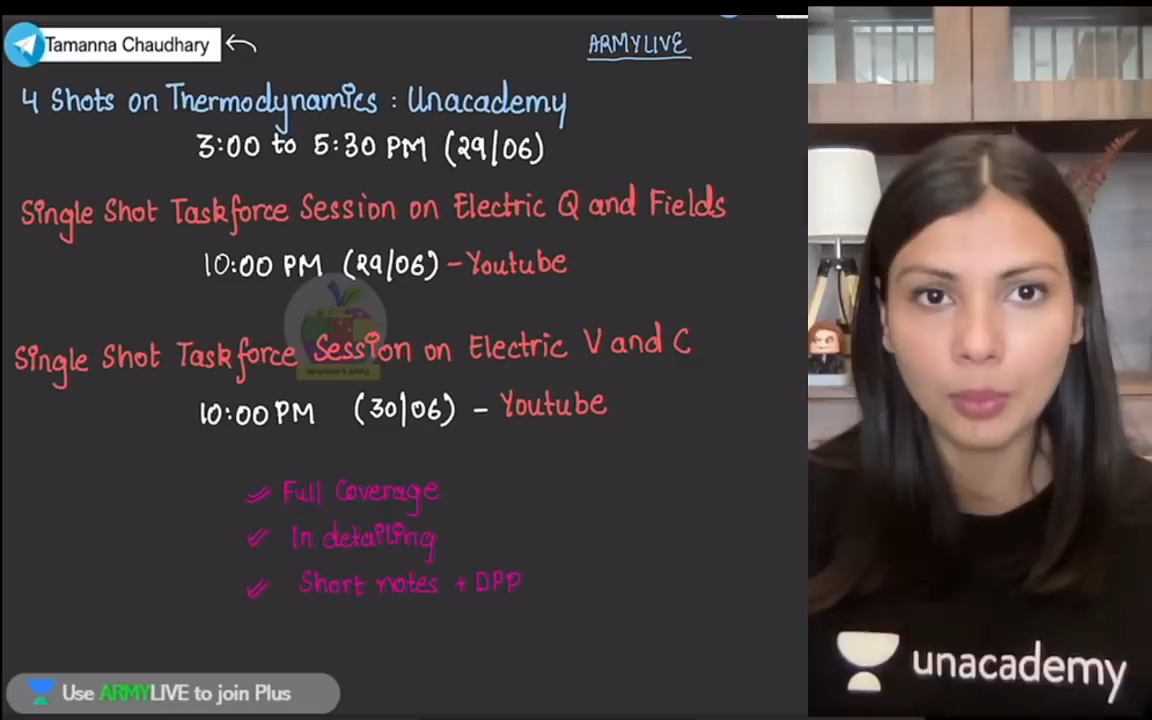 Tamanna Chaudhary
ARMYLIVE
4 Shots on Thermodynamics : Unacademy
3:00 to 5:30 PM (29/06)
Single Shot Taskforce Session on Electric Q and Fields
10:00 PM (29/06) - Youtube
Single Shot Taskforce Session on Electric V and C
10:00 PM (30/06) - Youtube
Full Coverage
In detailing
Short notes + DPP
Use ARMYLIVE to join Plus
unacademy